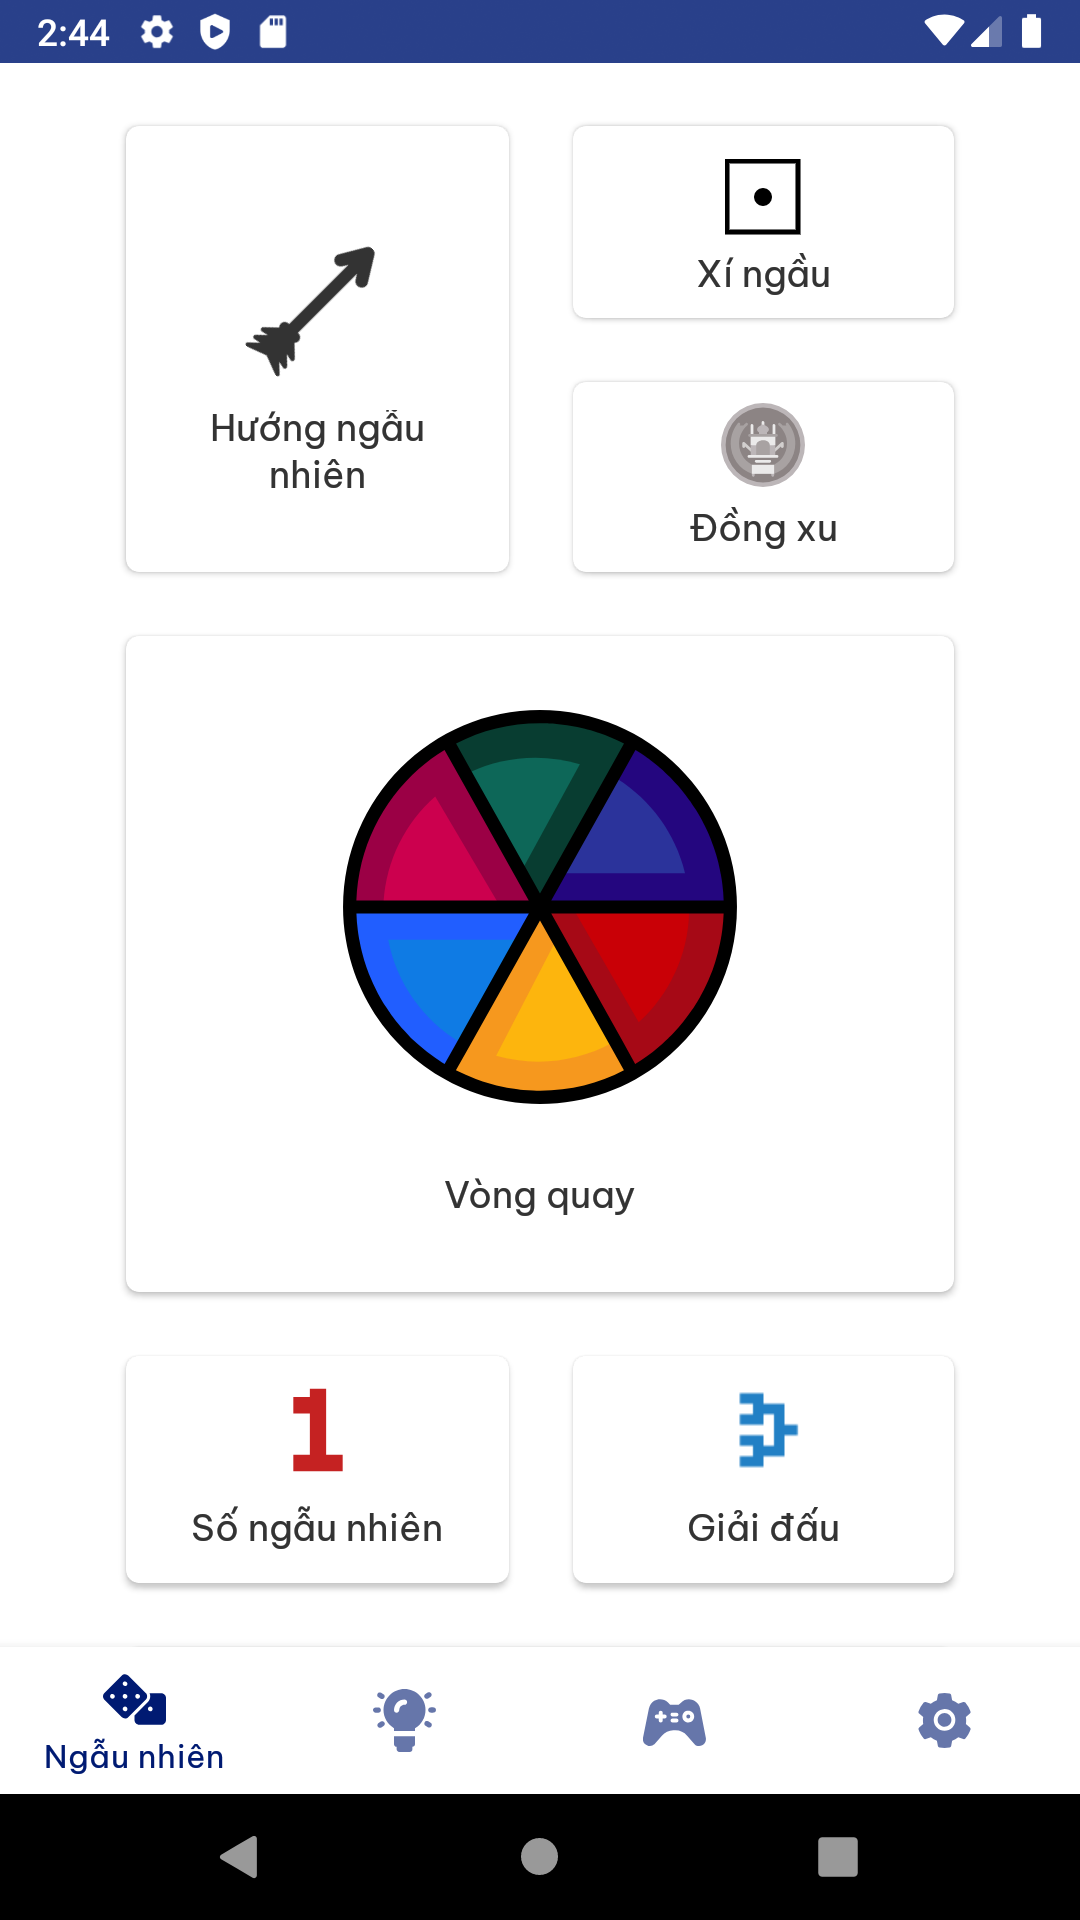 2:44
Xí ngầu
Hướng ngẫu
nhiên
Đồng xu
Vòng quay
1
Số ngẫu nhiên
Giải đấu
Ngẫu nhiên